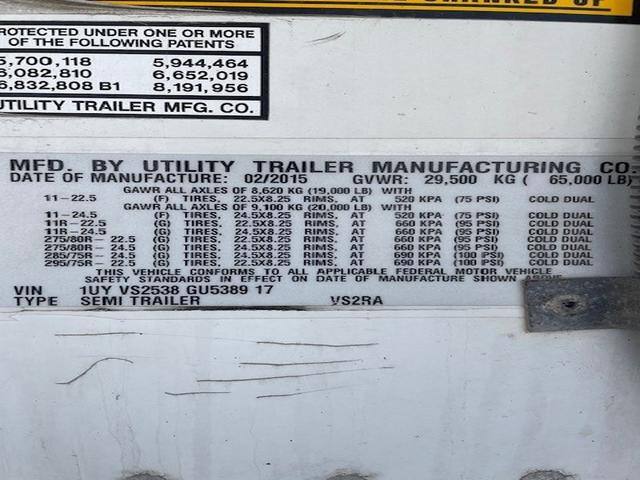 CRANKED UP
PROTECTED UNDER ONE OR MORE
OF THE FOLLOWING PATENTS
5,700,118 5,944,464
6,082,810 6,652,019
6,832,808 B1 8,191,956
UTILITY TRAILER MFG. CO.
MFD. BY UTILITY TRAILER MANUFACTURING CO.
DATE OF MANUFACTURE: 02/2015 GVWR: 29,500 KG ( 65,000 LB)
GAWR ALL AXLES OF 8,620 KG (19,000 LB) WITH
11-22.5 (F) TIRES, 22.5X8.25 RIMS, AT 520 KPA (75 PSI) COLD DUAL
GAWR ALL AXLES OF 9,100 KG (20,000 LB) WITH
11-24.5 (F) TIRES, 24.5X8.25 RIMS, AT 520 KPA (75 PSI) COLD DUAL
11R-22.5 (G) TIRES, 22.5X8.25 RIMS, AT 660 KPA (95 PSI) COLD DUAL
11R-24.5 (G) TIRES, 24.5X8.25 RIMS, AT 660 KPA (95 PSI) COLD DUAL
275/80R- 22.5 (G) TIRES, 22.5X8.25 RIMS, AT 660 KPA (95 PSI) COLD DUAL
275/80R- 24.5 (G) TIRES, 24.5X8.25 RIMS, AT 660 KPA (95 PSI) COLD DUAL
285/75R- 24.5 (G) TIRES, 24.5X8.25 RIMS, AT 690 KPA (100 PSI) COLD DUAL
295/75R- 22.5 (G) TIRES, 22.5X8.25 RIMS, AT 690 KPA (100 PSI) COLD DUAL
THIS VEHICLE CONFORMS TO ALL APPLICABLE FEDERAL MOTOR VEHICLE
SAFETY STANDARDS IN EFFECT ON DATE OF MANUFACTURE SHOWN ABOVE
VIN 1UY VS2538 GU5389 17
TYPE SEMI TRAILER VS2RA